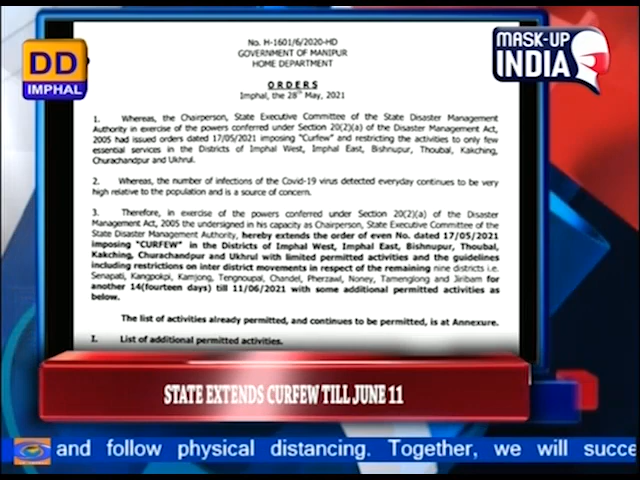 No. H-1601/6/2020-HD
GOVERNMENT OF MANIPUR
HOME DEPARTMENT
O R D E R S
Imphal, the 28th May, 2021
1. Whereas, the Chairperson, State Executive Committee of the State Disaster Management
Authority in exercise of the powers conferred under Section 20(2)(a) of the Disaster Management Act,
2005 had issued orders dated 17/05/2021 imposing "Curfew" and restricting the activities to only few
essential services in the Districts of Imphal West, Imphal East, Bishnupur, Thoubal, Kakching,
Churachandpur and Ukhrul.
2. Whereas, the number of infections of the Covid-19 virus detected everyday continues to be very
high relative to the population and is a source of concern.
3. Therefore, in exercise of the powers conferred under Section 20(2)(a) of the Disaster
Management Act, 2005 the undersigned in his capacity as Chairperson, State Executive Committee of the
State Disaster Management Authority, hereby extends the order of even No. dated 17/05/2021
imposing "CURFEW" in the Districts of Imphal West, Imphal East, Bishnupur, Thoubal,
Kakching, Churachandpur and Ukhrul with limited permitted activities and the guidelines
including restrictions on inter district movements in respect of the remaining nine districts i.e.
Senapati, Kangpokpi, Kamjong, Tengnoupal, Chandel, Pherzawl, Noney, Tamenglong and Jiribam for
another 14(fourteen days) till 11/06/2021 with some additional permitted activities as
below.
The list of activities already permitted, and continues to be permitted, is at Annexure.
I. List of additional permitted activities.
DD
IMPHAL
MASK-UP
INDIA
STATE EXTENDS CURFEW TILL JUNE 11
and follow physical distancing. Together, we will succe